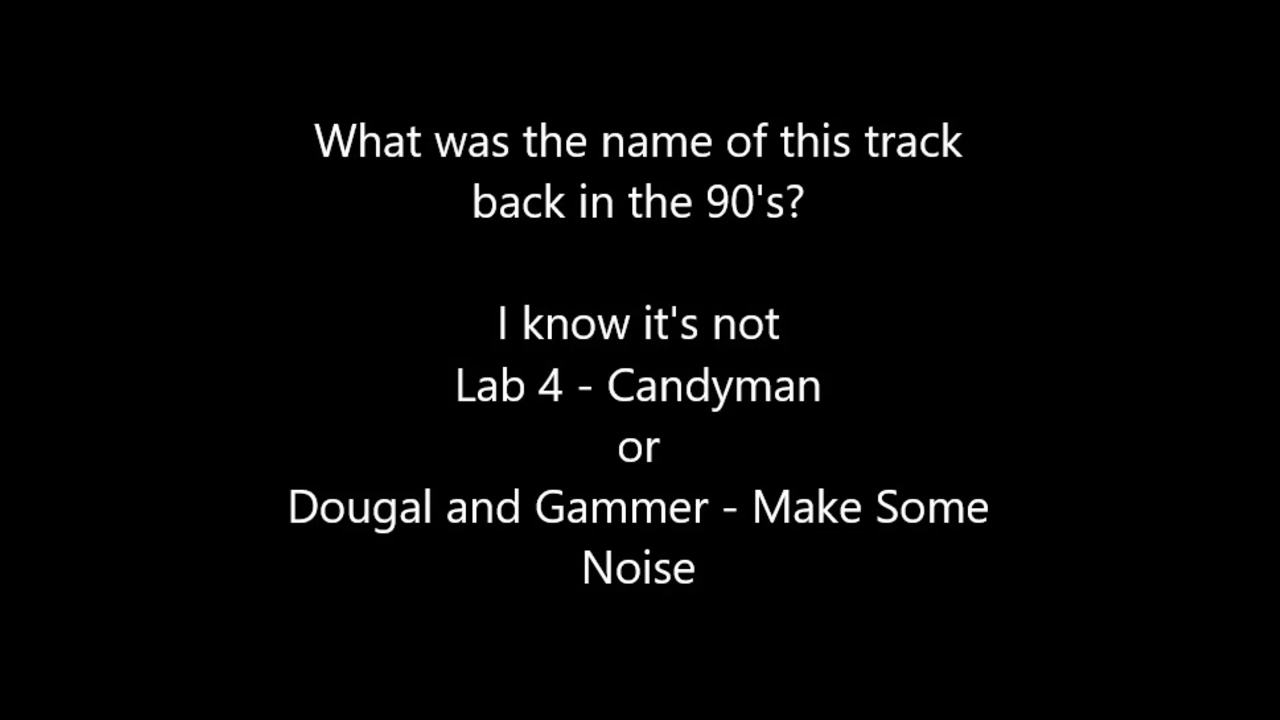 What was the name of this track
back in the 90's?
I know it's not
Lab 4 - Candyman
or
Dougal and Gammer - Make Some
Noise